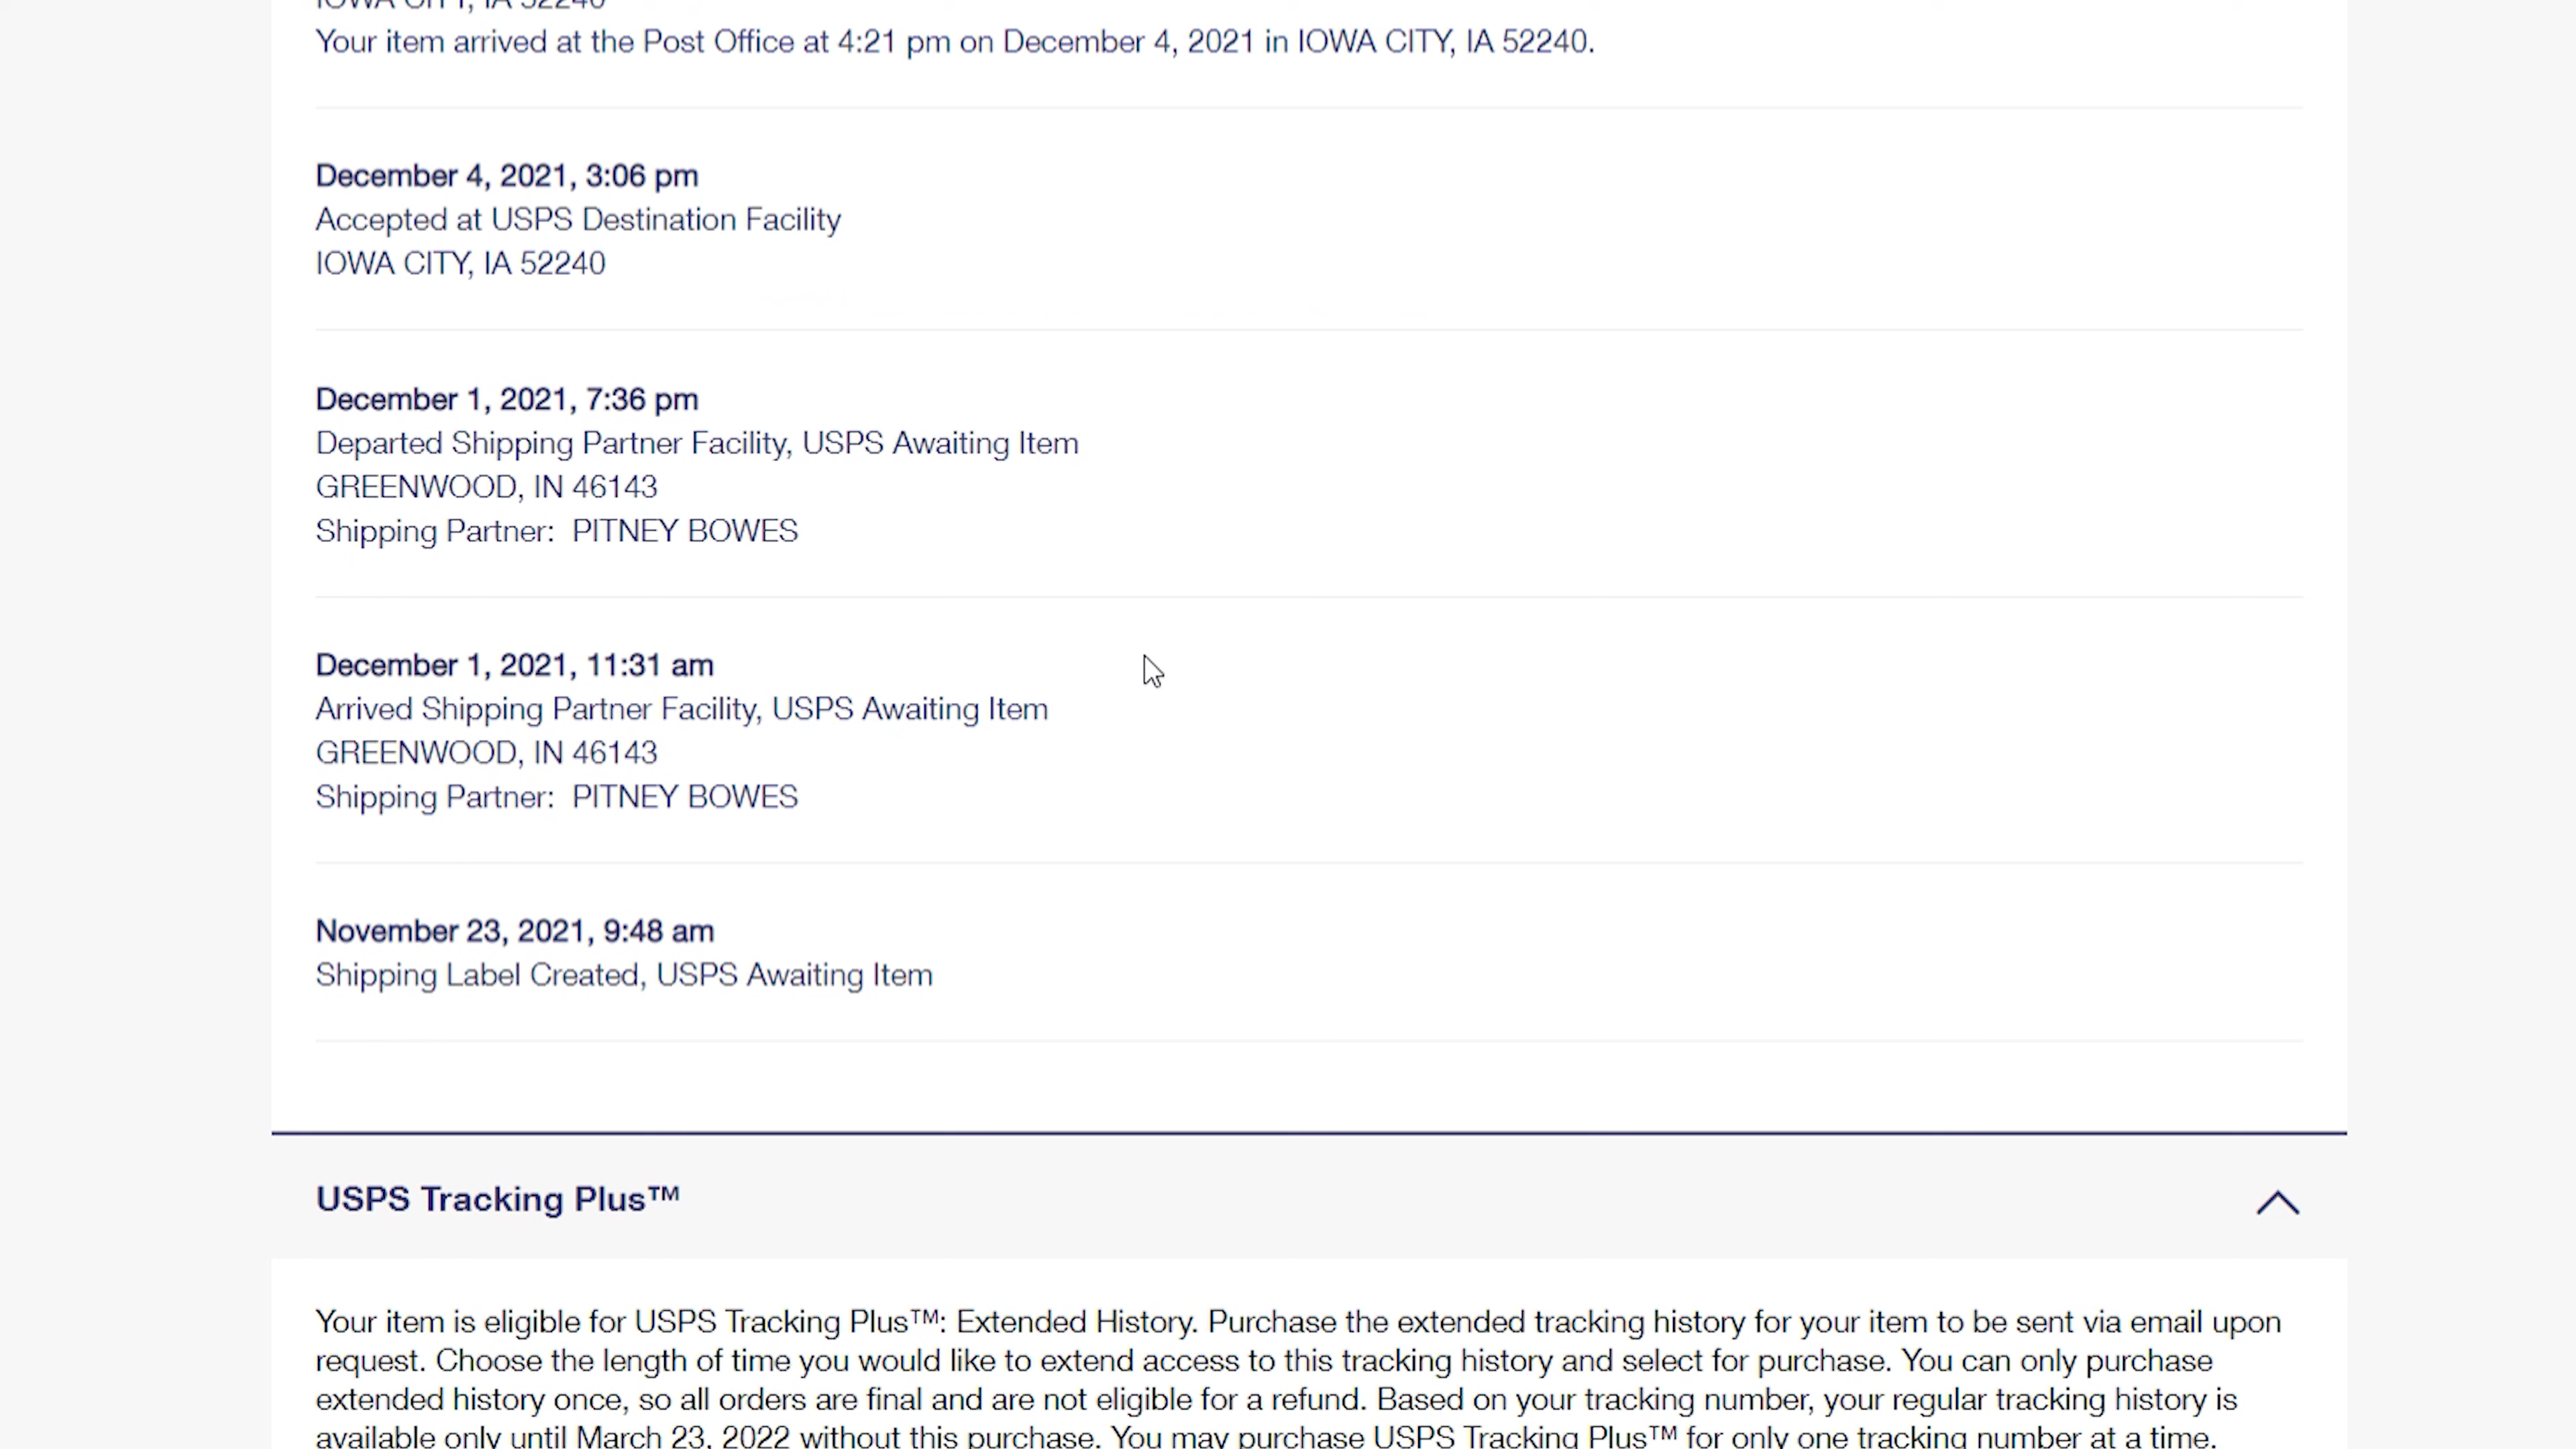 IOWA CITY, IA 52240
Your item arrived at the Post Office at 4:21 pm on December 4, 2021 in IOWA CITY, IA 52240.
December 4, 2021, 3:06 pm
Accepted at USPS Destination Facility
IOWA CITY, IA 52240
December 1, 2021, 7:36 pm
Departed Shipping Partner Facility, USPS Awaiting Item
GREENWOOD, IN 46143
Shipping Partner: PITNEY BOWES
December 1, 2021, 11:31 am
Arrived Shipping Partner Facility, USPS Awaiting Item
GREENWOOD, IN 46143
Shipping Partner: PITNEY BOWES
November 23, 2021, 9:48 am
Shipping Label Created, USPS Awaiting Item
USPS Tracking Plus™
Your item is eligible for USPS Tracking Plus™: Extended History. Purchase the extended tracking history for your item to be sent via email upon
request. Choose the length of time you would like to extend access to this tracking history and select for purchase. You can only purchase
extended history once, so all orders are final and are not eligible for a refund. Based on your tracking number, your regular tracking history is
available only until March 23, 2022 without this purchase. You may purchase USPS Tracking Plus™ for only one tracking number at a time.